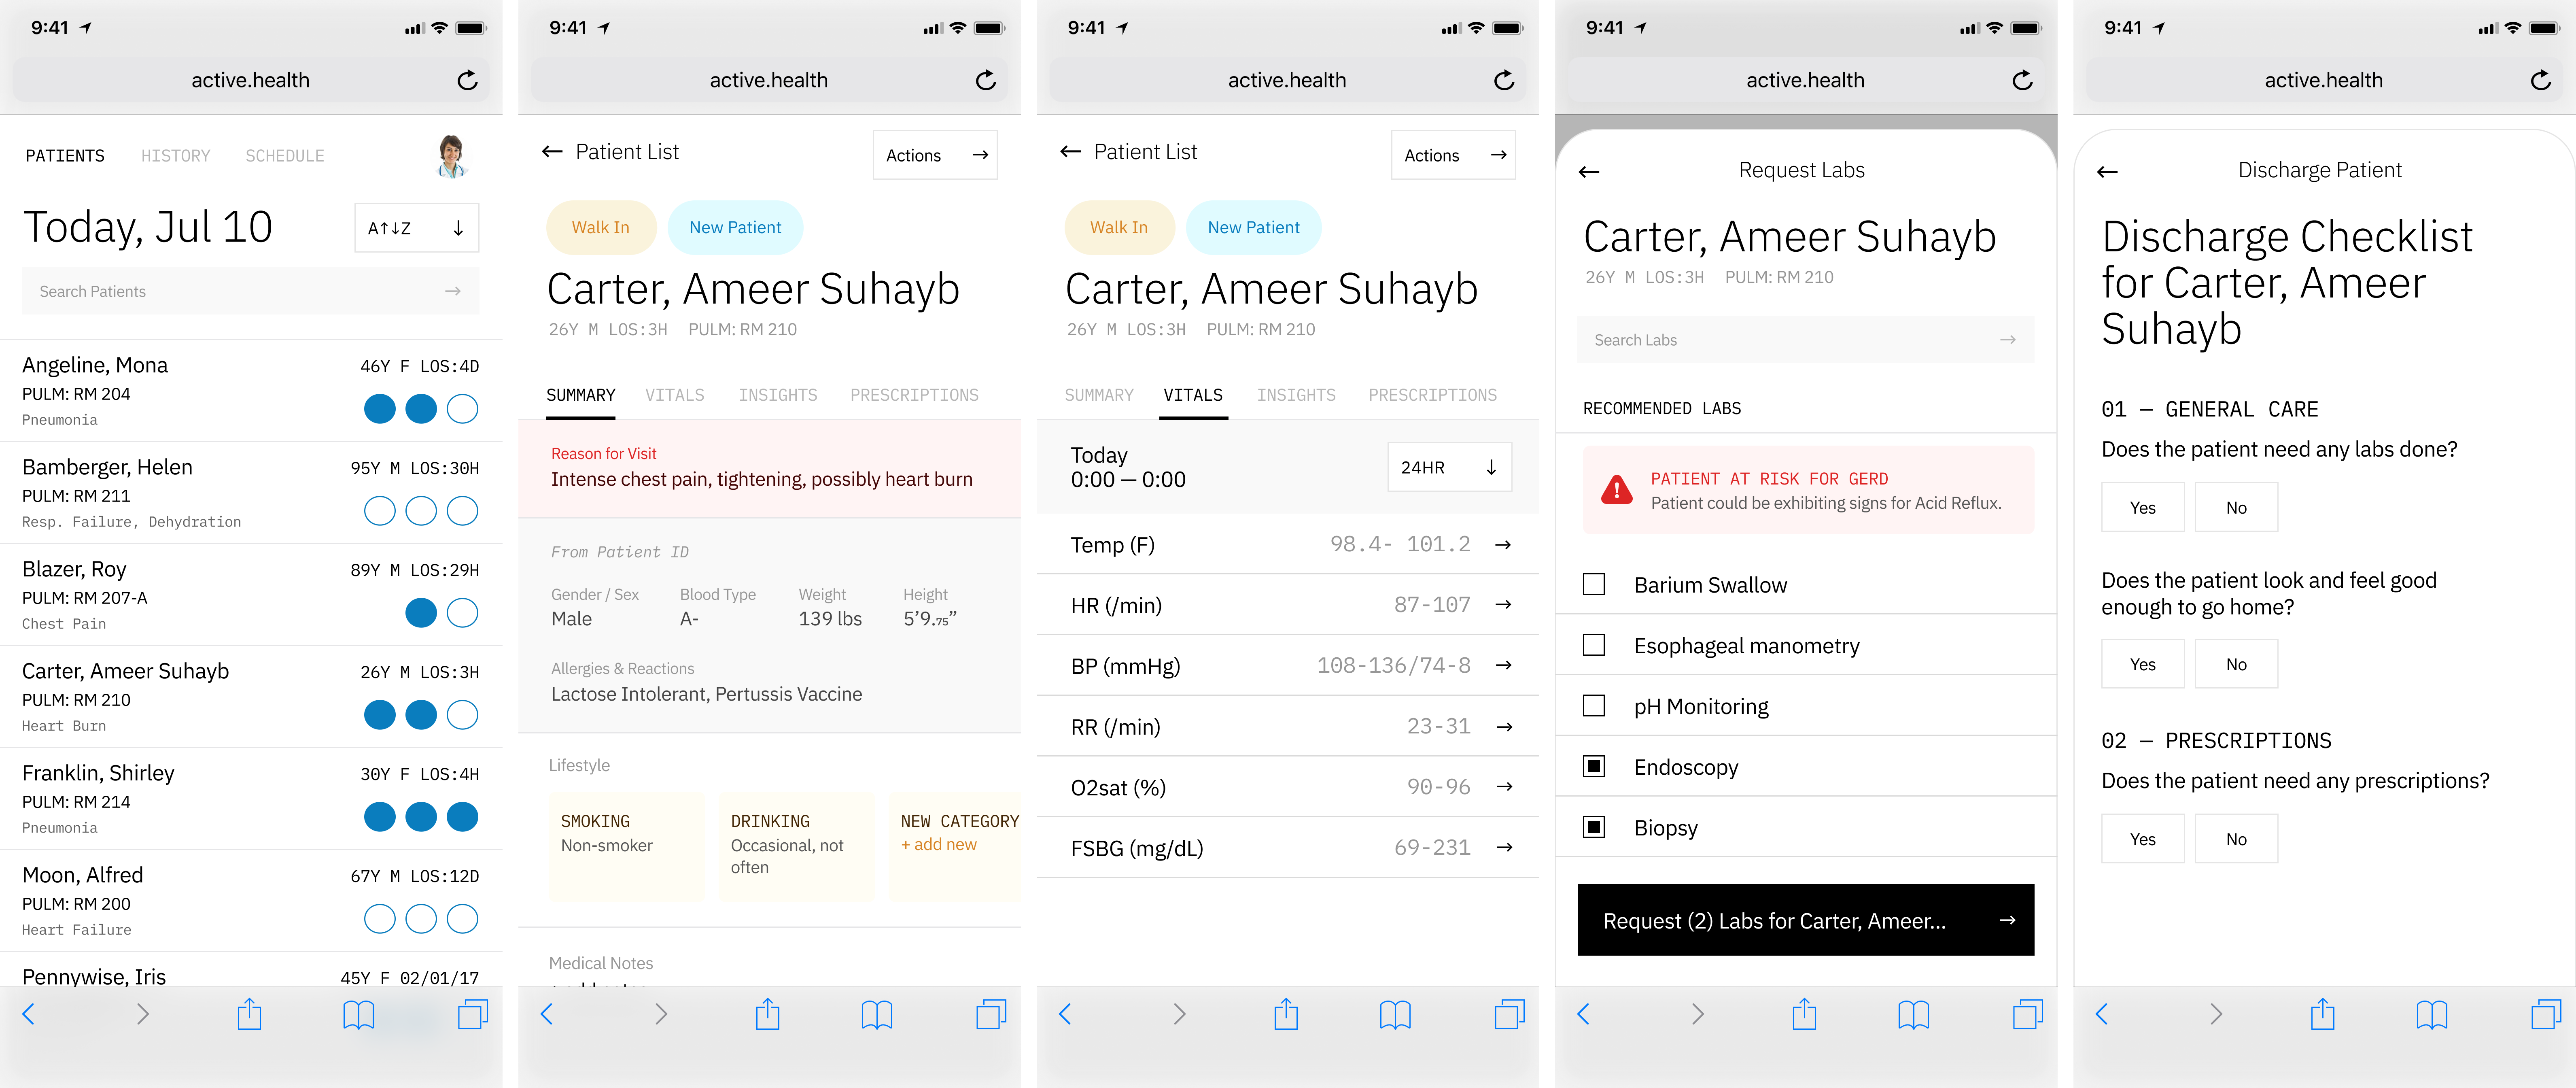 9:41
active.health
PATIENTS HISTORY SCHEDULE
Today, Jul 10
A↑↓Z ↓
Search Patients →
Angeline, Mona 46Y F LOS:4D
PULM: RM 204
Pneumonia
Bamberger, Helen 95Y M LOS:30H
PULM: RM 211
Resp. Failure, Dehydration
Blazer, Roy 89Y M LOS:29H
PULM: RM 207-A
Chest Pain
Carter, Ameer Suhayb 26Y M LOS:3H
PULM: RM 210
Heart Burn
Franklin, Shirley 30Y F LOS:4H
PULM: RM 214
Pneumonia
Moon, Alfred 67Y M LOS:12D
PULM: RM 200
Heart Failure
Pennywise, Iris 45Y F 02/01/17
9:41
active.health
← Patient List Actions →
Walk In New Patient
Carter, Ameer Suhayb
26Y M LOS:3H PULM: RM 210
SUMMARY VITALS INSIGHTS PRESCRIPTIONS
Reason for Visit
Intense chest pain, tightening, possibly heart burn
From Patient ID
Gender / Sex Blood Type Weight Height
Male A- 139 lbs 5’9.75”
Allergies & Reactions
Lactose Intolerant, Pertussis Vaccine
Lifestyle
SMOKING DRINKING NEW CATEGORY
Non-smoker Occasional, not + add new
often
Medical Notes
9:41
active.health
← Patient List Actions →
Walk In New Patient
Carter, Ameer Suhayb
26Y M LOS:3H PULM: RM 210
SUMMARY VITALS INSIGHTS PRESCRIPTIONS
Today
0:00 — 0:00 24HR ↓
Temp (F) 98.4- 101.2 →
HR (/min) 87-107 →
BP (mmHg) 108-136/74-8 →
RR (/min) 23-31 →
O2sat (%) 90-96 →
FSBG (mg/dL) 69-231 →
9:41
active.health
← Request Labs
Carter, Ameer Suhayb
26Y M LOS:3H PULM: RM 210
Search Labs →
RECOMMENDED LABS
PATIENT AT RISK FOR GERD
Patient could be exhibiting signs for Acid Reflux.
Barium Swallow
Esophageal manometry
pH Monitoring
Endoscopy
Biopsy
Request (2) Labs for Carter, Ameer... →
9:41
active.health
← Discharge Patient
Discharge Checklist
for Carter, Ameer
Suhayb
01 — GENERAL CARE
Does the patient need any labs done?
Yes No
Does the patient look and feel good
enough to go home?
Yes No
02 — PRESCRIPTIONS
Does the patient need any prescriptions?
Yes No